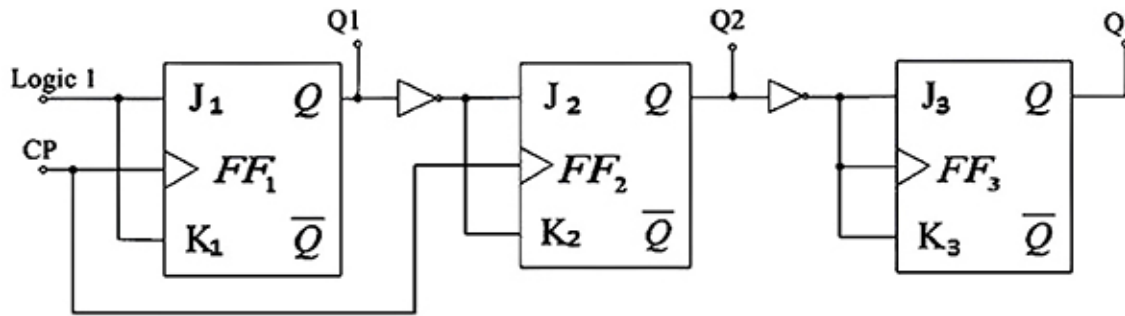 Q1
Q2
Q
Logic 1
CP
J₁ Q
FF₁
K₁ Q̅
J₂ Q
FF₂
K₂ Q̅
J₃ Q
FF₃
K₃ Q̅